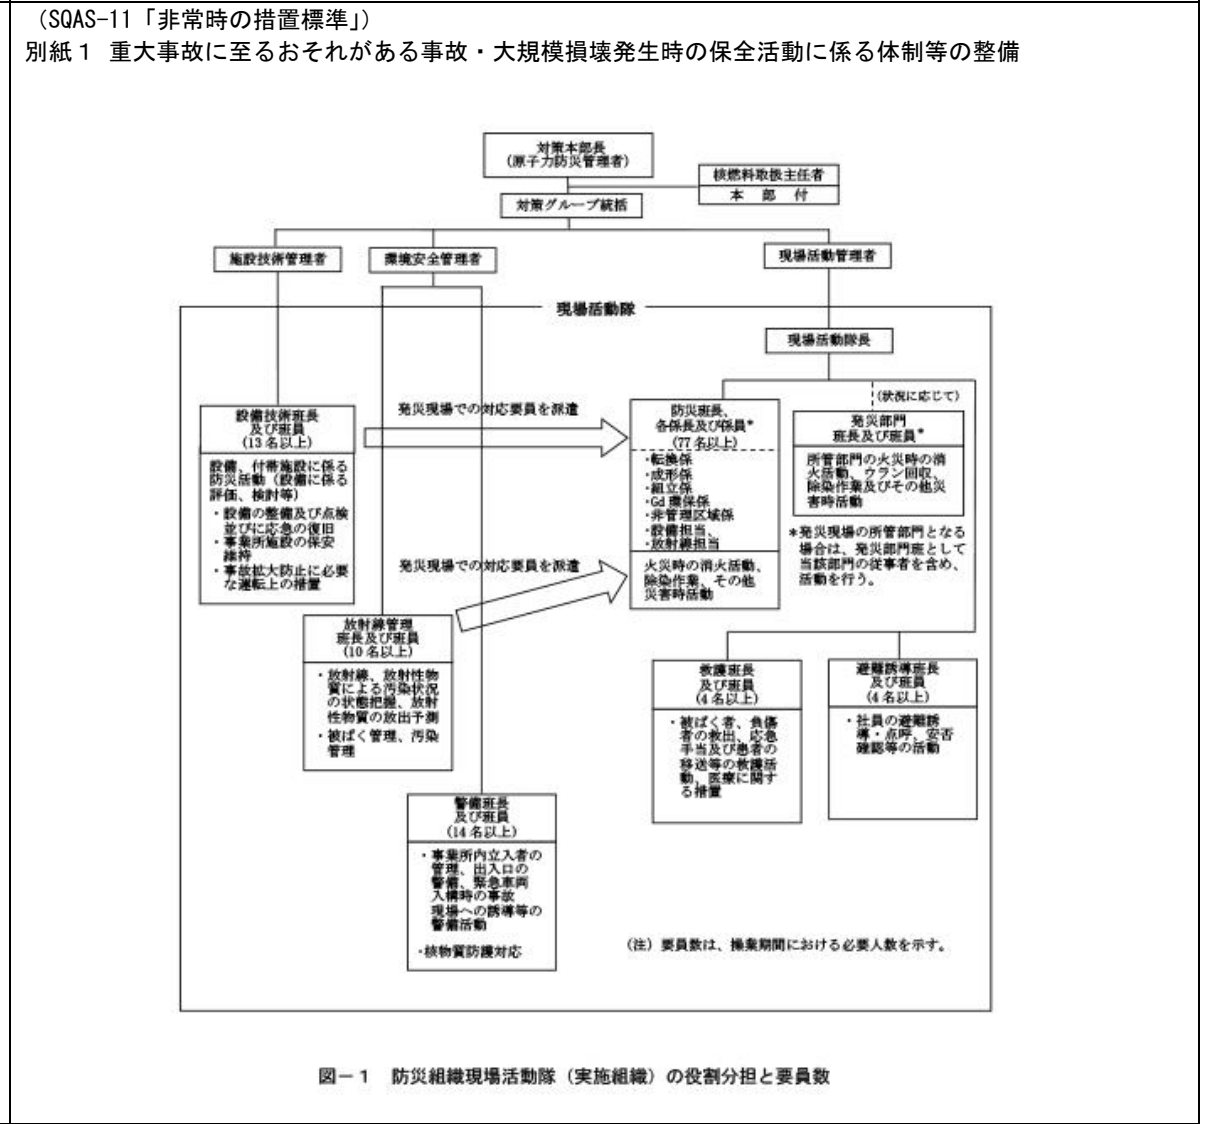 (SQAS-11「非常時の措置標準」)
別紙1 重大事故に至るおそれがある事故・大規模損壊発生時の保全活動に係る体制等の整備
対策本部長
(原子力防災管理者)
核燃料取扱主任者
本 部 付
対策グループ統括
施設技術管理者
環境安全管理者
現場活動管理者
現場活動隊
現場活動隊長
(状況に応じて)
設備技術班長
及び班員
(13名以上)
設備、付帯施設に係る
防災活動(設備に係る
評価、検討等)
・設備の整備及び点検
並びに応急の復旧
・事業所施設の保安
維持
・事故拡大防止に必要
な運転上の措置
発災現場での対応要員を派遣
防災班長、
各係長及び係員*
(77名以上)
・転換係
・成形係
・組立係
・Gd環保係
・非管理区域係
・設備担当、
・放射線担当
火災時の消火活動、
除染作業、その他
災害時活動
発災部門
班長及び班員*
所管部門の火災時の消
火活動、ウラン回収、
除染作業及びその他災
害時活動
*発災現場の所管部門となる
場合は、発災部門班として
当該部門の従事者を含め、
活動を行う。
発災現場での対応要員を派遣
放射線管理
班長及び班員
(10名以上)
・放射線、放射性物
質による汚染状況
の状態把握、放射
性物質の放出予測
・被ばく管理、汚染
管理
救護班長
及び班員
(4名以上)
・被ばく者、負傷
者の救出、応急
手当及び患者の
移送等の救護活
動、医療に関す
る措置
避難誘導班長
及び班員
(4名以上)
・社員の避難誘
導・点呼、安否
確認等の活動
警備班長
及び班員
(14名以上)
・事業所内立入者の
管理、出入口の
警備、緊急車両
入構時の事故
現場への誘導等の
警備活動
・核物質防護対応
(注)要員数は、操業期間における必要人数を示す。
図-1 防災組織現場活動隊(実施組織)の役割分担と要員数